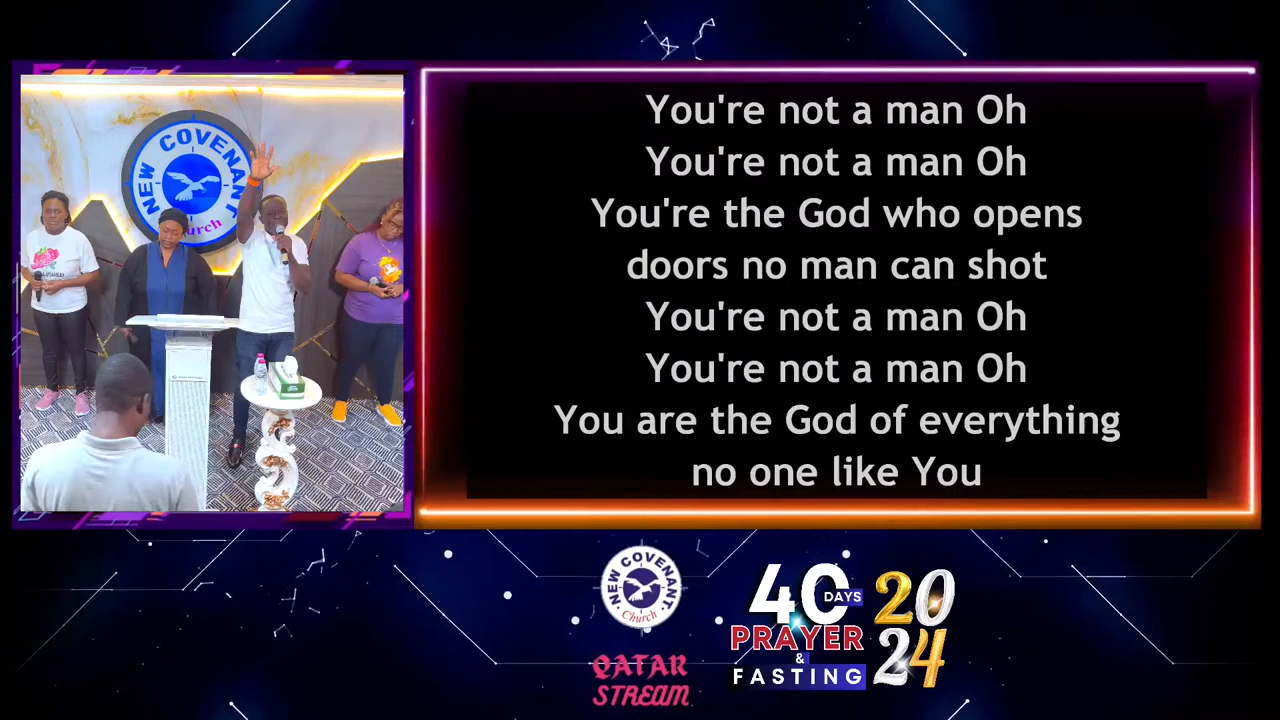 NEW COVENANT
Church
You're not a man Oh
You're not a man Oh
You're the God who opens
doors no man can shot
You're not a man Oh
You're not a man Oh
You are the God of everything
no one like You
NEW COVENANT
Church
QATAR
STREAM
40
DAYS
PRAYER
&
FASTING
20
24